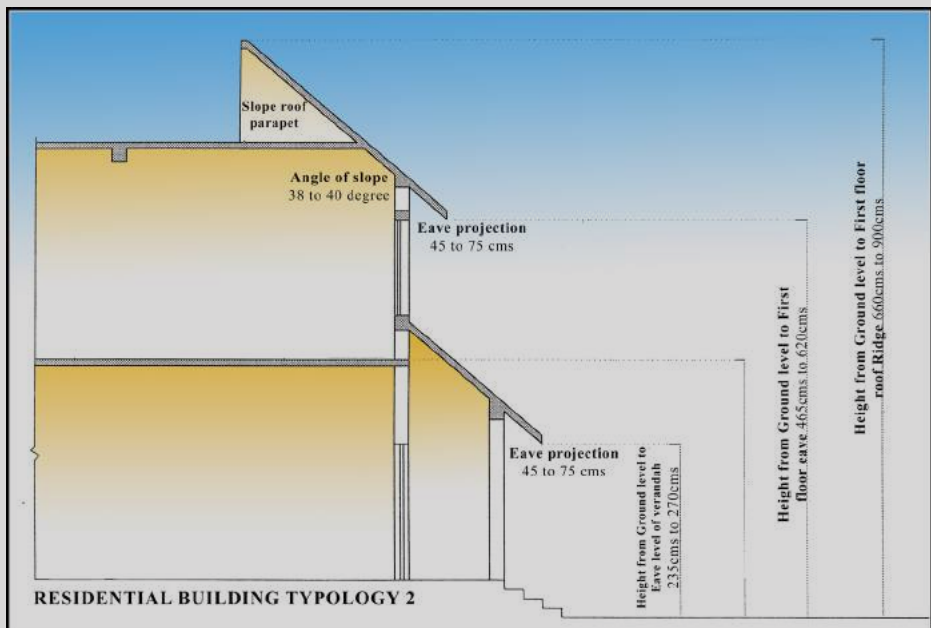 Slope roof
parapet
Angle of slope
38 to 40 degree
Eave projection
45 to 75 cms
Eave projection
45 to 75 cms
Height from Ground level to
Eave level of verandah
235cms to 270cms
Height from Ground level to First
floor eave 465cms to 620cms
Height from Ground level to First floor
roof Ridge 660cms to 900cms
RESIDENTIAL BUILDING TYPOLOGY 2